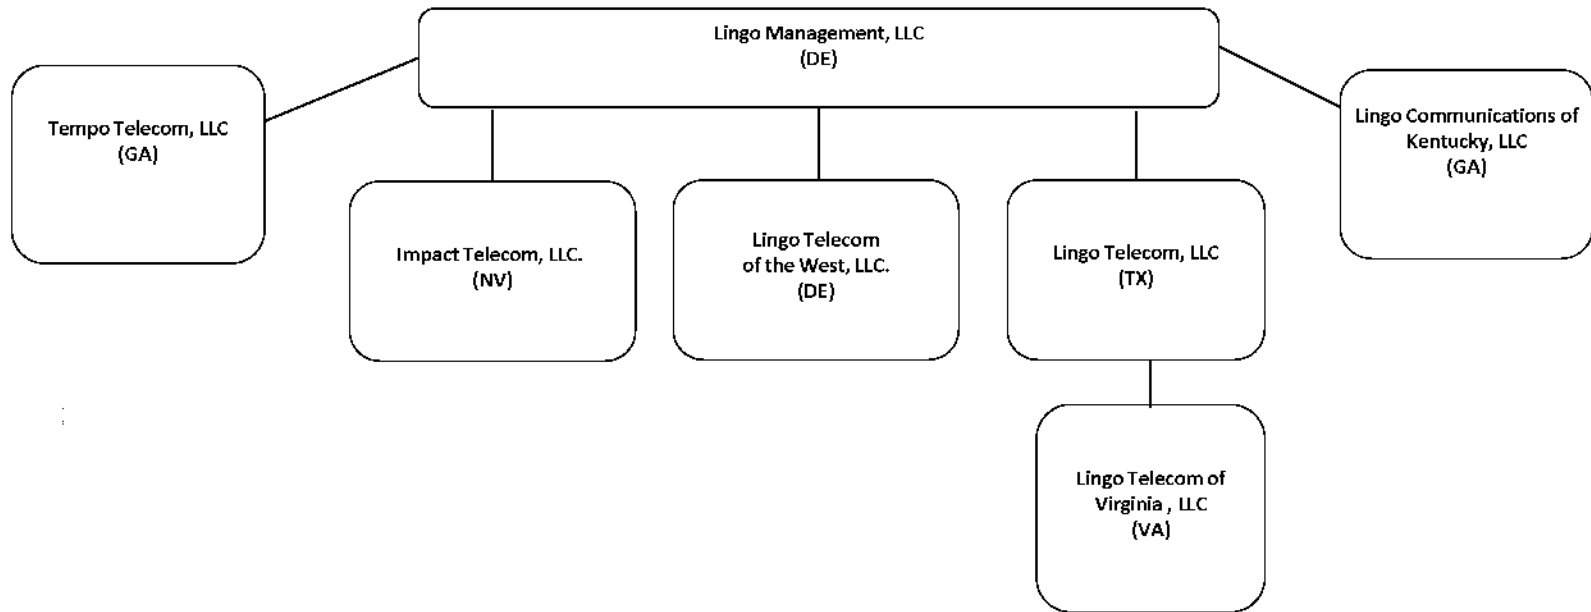 Lingo Management, LLC
(DE)
Tempo Telecom, LLC
(GA)
Impact Telecom, LLC.
(NV)
Lingo Telecom
of the West, LLC.
(DE)
Lingo Telecom, LLC
(TX)
Lingo Communications of
Kentucky, LLC
(GA)
Lingo Telecom of
Virginia , LLC
(VA)